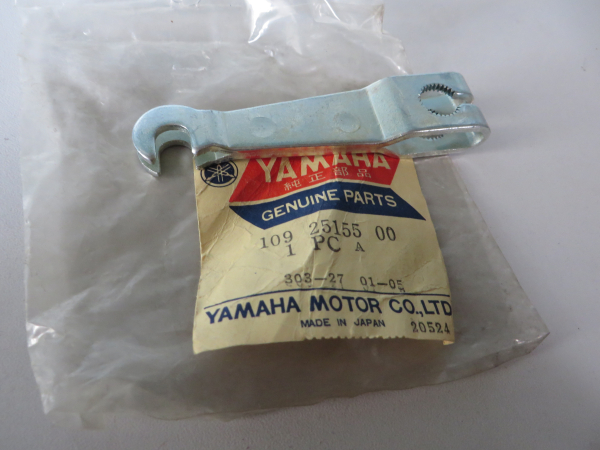 YAMAHA
純正部品
GENUINE PARTS
109 25155 00
1 PC A
303-27 01-05
YAMAHA MOTOR CO.,LTD
MADE IN JAPAN 20524